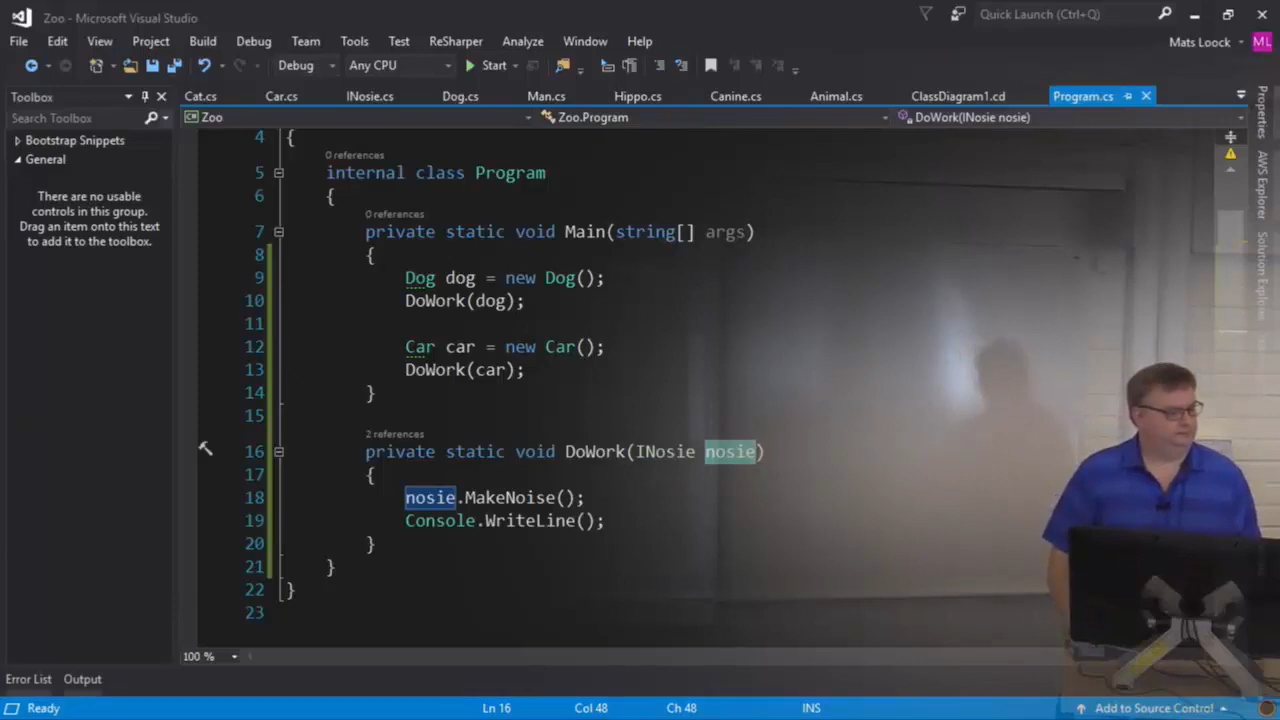 Zoo - Microsoft Visual Studio
Quick Launch (Ctrl+Q)
File Edit View Project Build Debug Team Tools Test ReSharper Analyze Window Help
Mats Loock ML
Debug Any CPU Start
Toolbox
Cat.cs Car.cs INosie.cs Dog.cs Man.cs Hippo.cs Canine.cs Animal.cs ClassDiagram1.cd Program.cs
Search Toolbox
Zoo Zoo.Program DoWork(INosie nosie)
Bootstrap Snippets
General
There are no usable
controls in this group.
Drag an item onto this text
to add it to the toolbox.
4 {
0 references
5 internal class Program
6 {
0 references
7 private static void Main(string[] args)
8 {
9 Dog dog = new Dog();
10 DoWork(dog);
11
12 Car car = new Car();
13 DoWork(car);
14 }
15
2 references
16 private static void DoWork(INosie nosie)
17 {
18 nosie.MakeNoise();
19 Console.WriteLine();
20 }
21 }
22 }
23
100 %
Properties
AWS Explorer
Solution Explorer
Error List Output
Ready Ln 16 Col 48 Ch 48 INS Add to Source Control